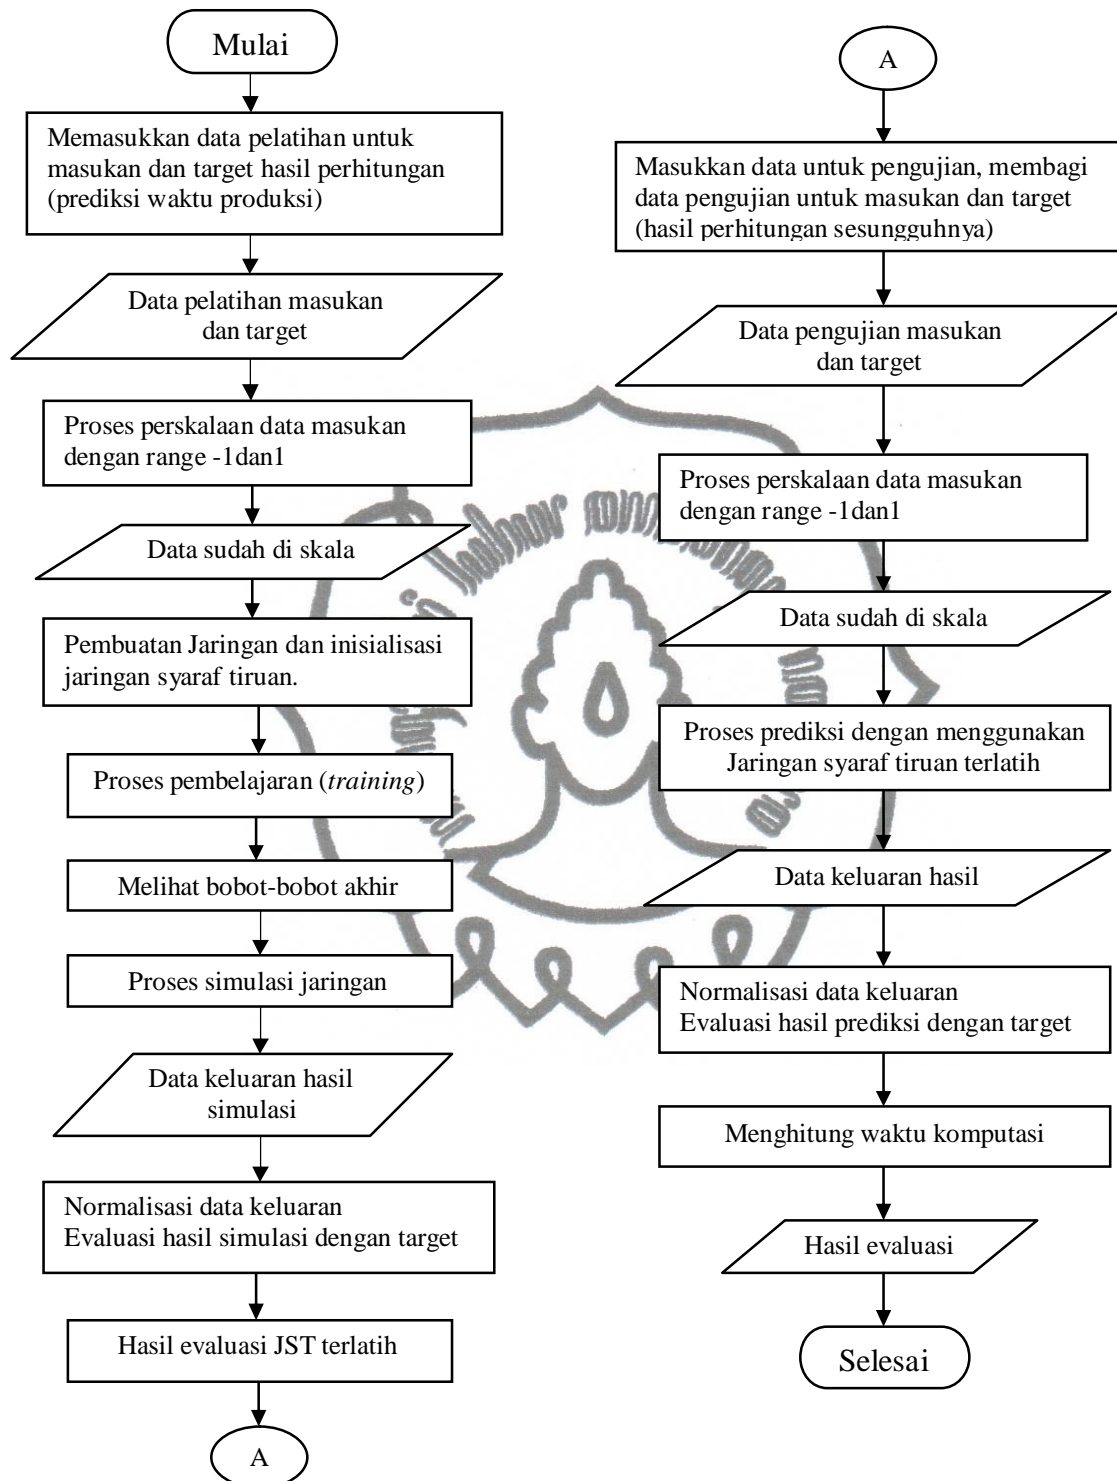 Mulai
Memasukkan data pelatihan untuk
masukan dan target hasil perhitungan
(prediksi waktu produksi)
Data pelatihan masukan
dan target
Proses perskalaan data masukan
dengan range -1dan1
Data sudah di skala
Pembuatan Jaringan dan inisialisasi
jaringan syaraf tiruan.
Proses pembelajaran (training)
Melihat bobot-bobot akhir
Proses simulasi jaringan
Data keluaran hasil
simulasi
Normalisasi data keluaran
Evaluasi hasil simulasi dengan target
Hasil evaluasi JST terlatih
A
A
Masukkan data untuk pengujian, membagi
data pengujian untuk masukan dan target
(hasil perhitungan sesungguhnya)
Data pengujian masukan
dan target
Proses perskalaan data masukan
dengan range -1dan1
Data sudah di skala
Proses prediksi dengan menggunakan
Jaringan syaraf tiruan terlatih
Data keluaran hasil
Normalisasi data keluaran
Evaluasi hasil prediksi dengan target
Menghitung waktu komputasi
Hasil evaluasi
Selesai